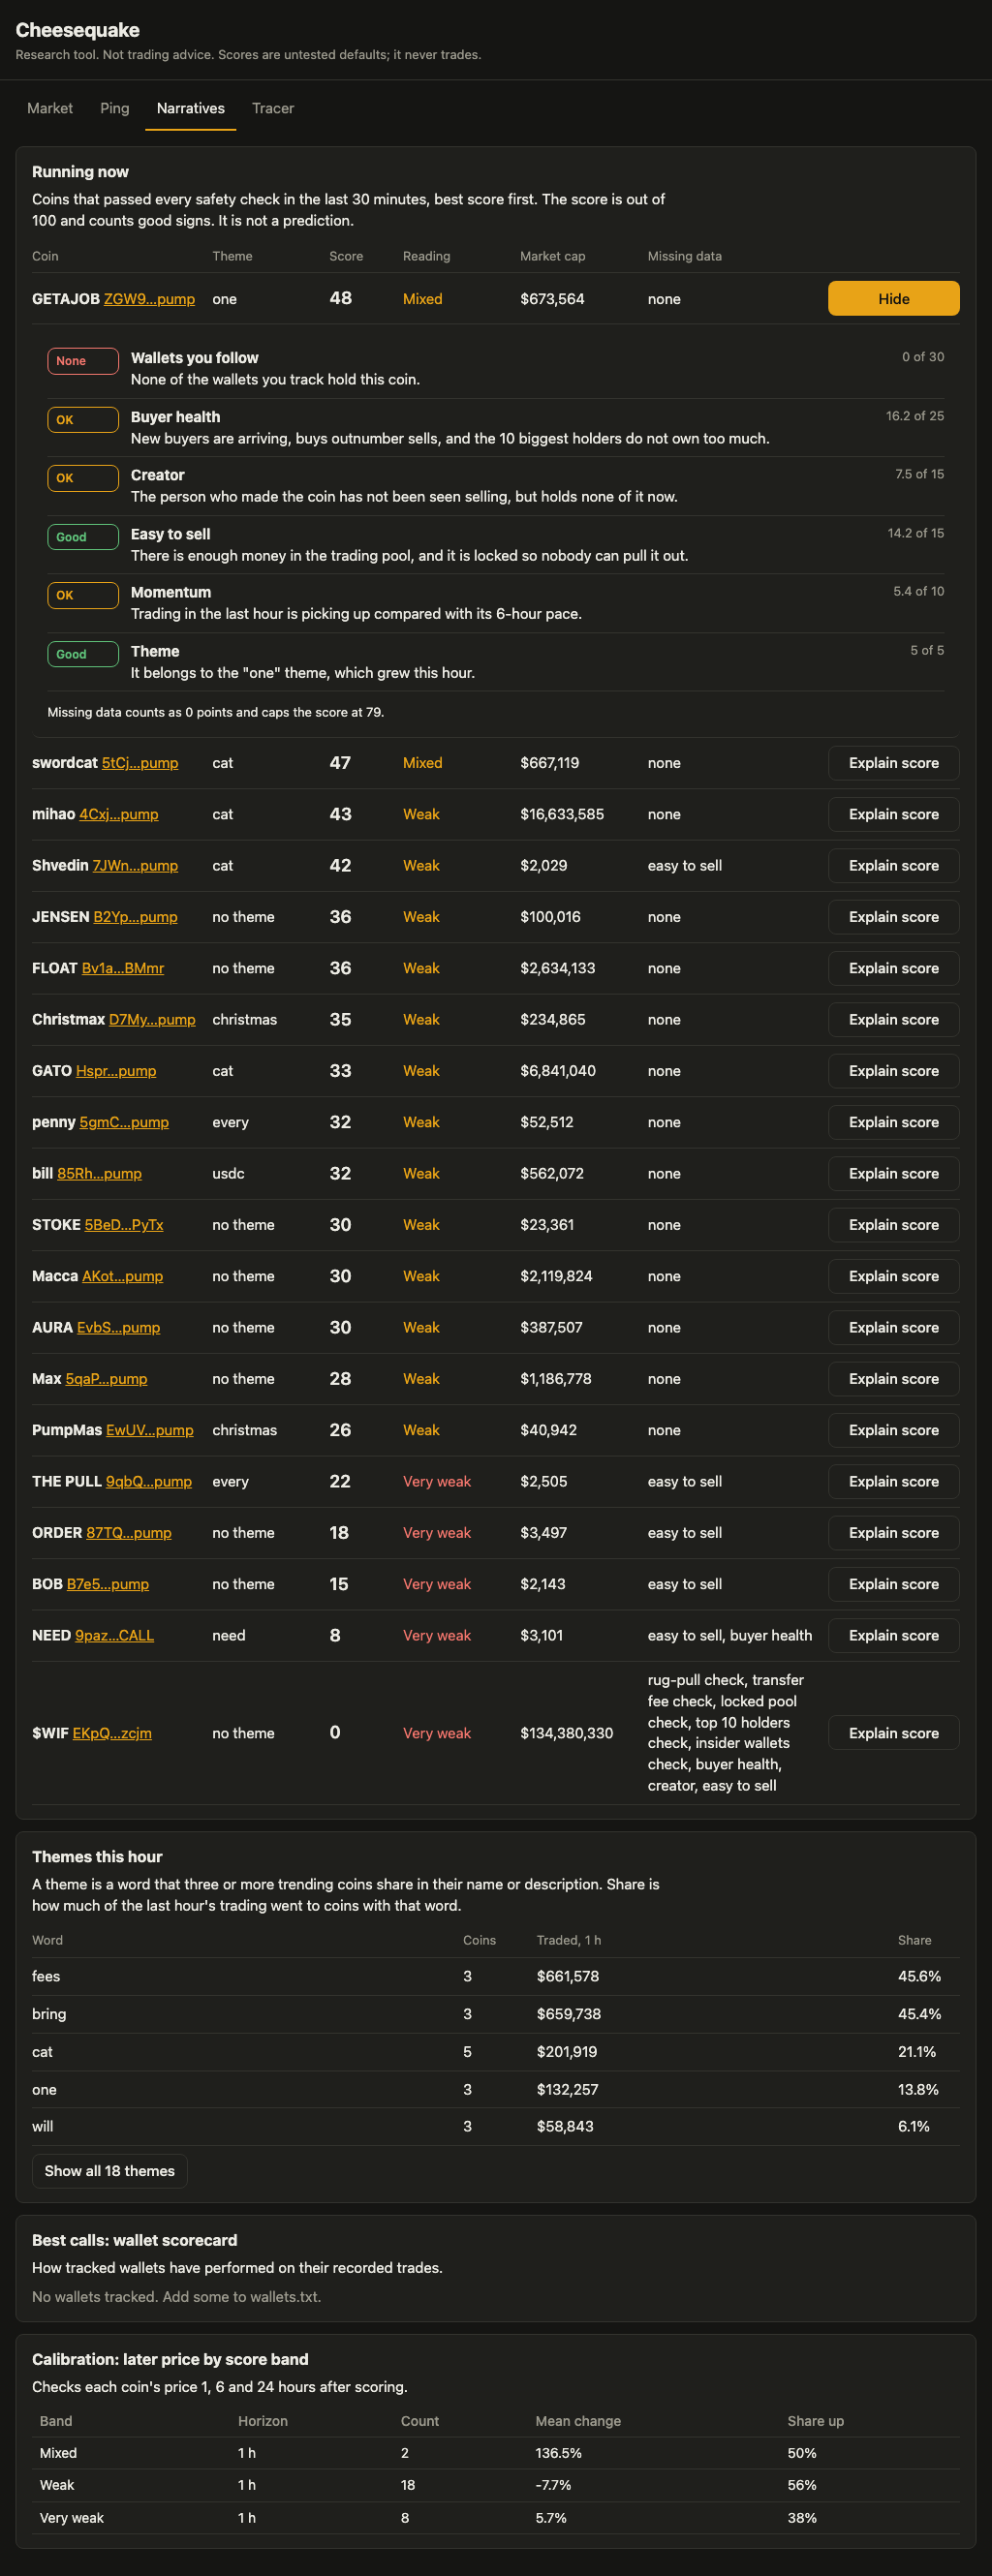 Cheesequake
Research tool. Not trading advice. Scores are untested defaults; it never trades.
Market Ping Narratives Tracer
Running now
Coins that passed every safety check in the last 30 minutes, best score first. The score is out of
100 and counts good signs. It is not a prediction.
Coin Theme Score Reading Market cap Missing data
GETAJOB ZGW9...pump one 48 Mixed $673,564 none Hide
None Wallets you follow 0 of 30
None of the wallets you track hold this coin.
OK Buyer health 16.2 of 25
New buyers are arriving, buys outnumber sells, and the 10 biggest holders do not own too much.
OK Creator 7.5 of 15
The person who made the coin has not been seen selling, but holds none of it now.
Good Easy to sell 14.2 of 15
There is enough money in the trading pool, and it is locked so nobody can pull it out.
OK Momentum 5.4 of 10
Trading in the last hour is picking up compared with its 6-hour pace.
Good Theme 5 of 5
It belongs to the "one" theme, which grew this hour.
Missing data counts as 0 points and caps the score at 79.
swordcat 5tCj...pump cat 47 Mixed $667,119 none Explain score
mihao 4Cxj...pump cat 43 Weak $16,633,585 none Explain score
Shvedin 7JWn...pump cat 42 Weak $2,029 easy to sell Explain score
JENSEN B2Yp...pump no theme 36 Weak $100,016 none Explain score
FLOAT Bv1a...BMmr no theme 36 Weak $2,634,133 none Explain score
Christmax D7My...pump christmas 35 Weak $234,865 none Explain score
GATO Hspr...pump cat 33 Weak $6,841,040 none Explain score
penny 5gmC...pump every 32 Weak $52,512 none Explain score
bill 85Rh...pump usdc 32 Weak $562,072 none Explain score
STOKE 5BeD...PyTx no theme 30 Weak $23,361 none Explain score
Macca AKot...pump no theme 30 Weak $2,119,824 none Explain score
AURA EvbS...pump no theme 30 Weak $387,507 none Explain score
Max 5qaP...pump no theme 28 Weak $1,186,778 none Explain score
PumpMas EwUV...pump christmas 26 Weak $40,942 none Explain score
THE PULL 9qbQ...pump every 22 Very weak $2,505 easy to sell Explain score
ORDER 87TQ...pump no theme 18 Very weak $3,497 easy to sell Explain score
BOB B7e5...pump no theme 15 Very weak $2,143 easy to sell Explain score
NEED 9paz...CALL need 8 Very weak $3,101 easy to sell, buyer health Explain score
$WIF EKpQ...zcjm no theme 0 Very weak $134,380,330 rug-pull check, transfer
fee check, locked pool
check, top 10 holders
check, insider wallets
check, buyer health,
creator, easy to sell Explain score
Themes this hour
A theme is a word that three or more trending coins share in their name or description. Share is
how much of the last hour's trading went to coins with that word.
Word Coins Traded, 1 h Share
fees 3 $661,578 45.6%
bring 3 $659,738 45.4%
cat 5 $201,919 21.1%
one 3 $132,257 13.8%
will 3 $58,843 6.1%
Show all 18 themes
Best calls: wallet scorecard
How tracked wallets have performed on their recorded trades.
No wallets tracked. Add some to wallets.txt.
Calibration: later price by score band
Checks each coin's price 1, 6 and 24 hours after scoring.
Band Horizon Count Mean change Share up
Mixed 1 h 2 136.5% 50%
Weak 1 h 18 -7.7% 56%
Very weak 1 h 8 5.7% 38%